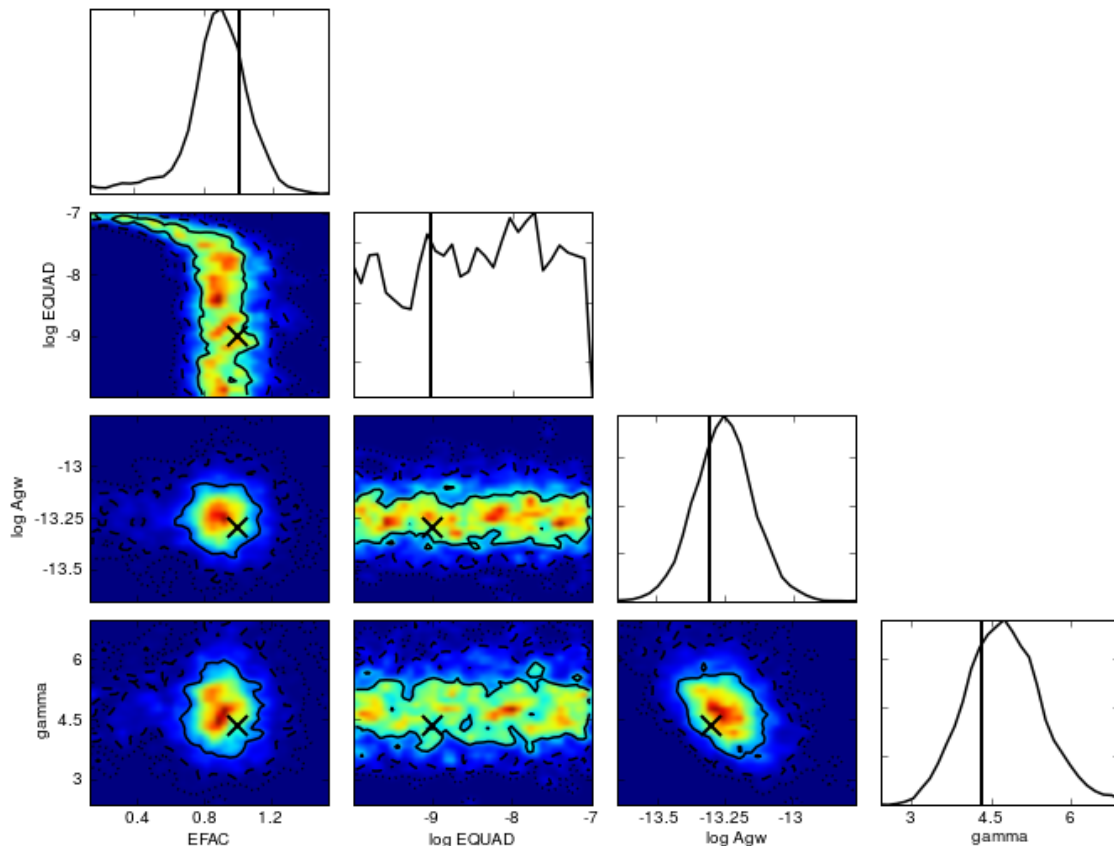 -7
-8
-9
log EQUAD
-13
-13.25
-13.5
log Agw
6
4.5
3
gamma
0.4 0.8 1.2
EFAC
-9 -8 -7
log EQUAD
-13.5 -13.25 -13
log Agw
3 4.5 6
gamma